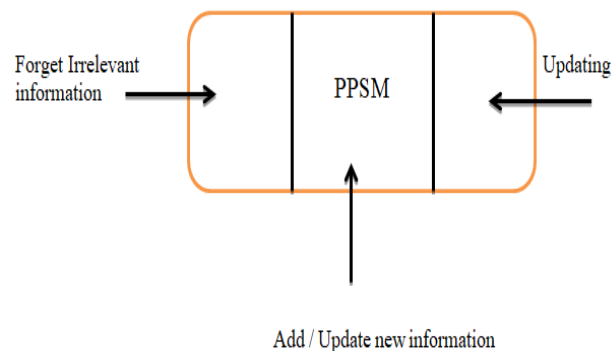 Forget Irrelevant
information
PPSM
Updating
Add / Update new information